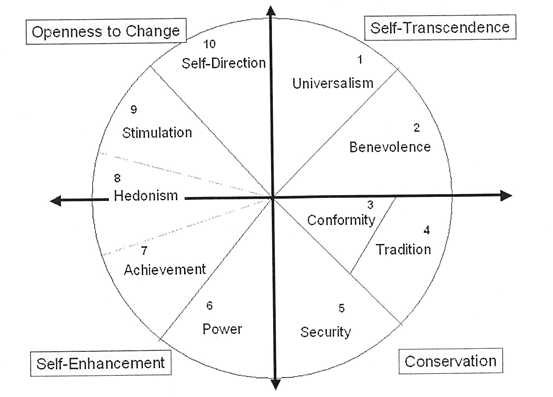 Openness to Change
Self-Transcendence
10
Self-Direction
1
Universalism
9
Stimulation
2
Benevolence
8
Hedonism
3
Conformity
4
Tradition
7
Achievement
6
Power
5
Security
Self-Enhancement
Conservation